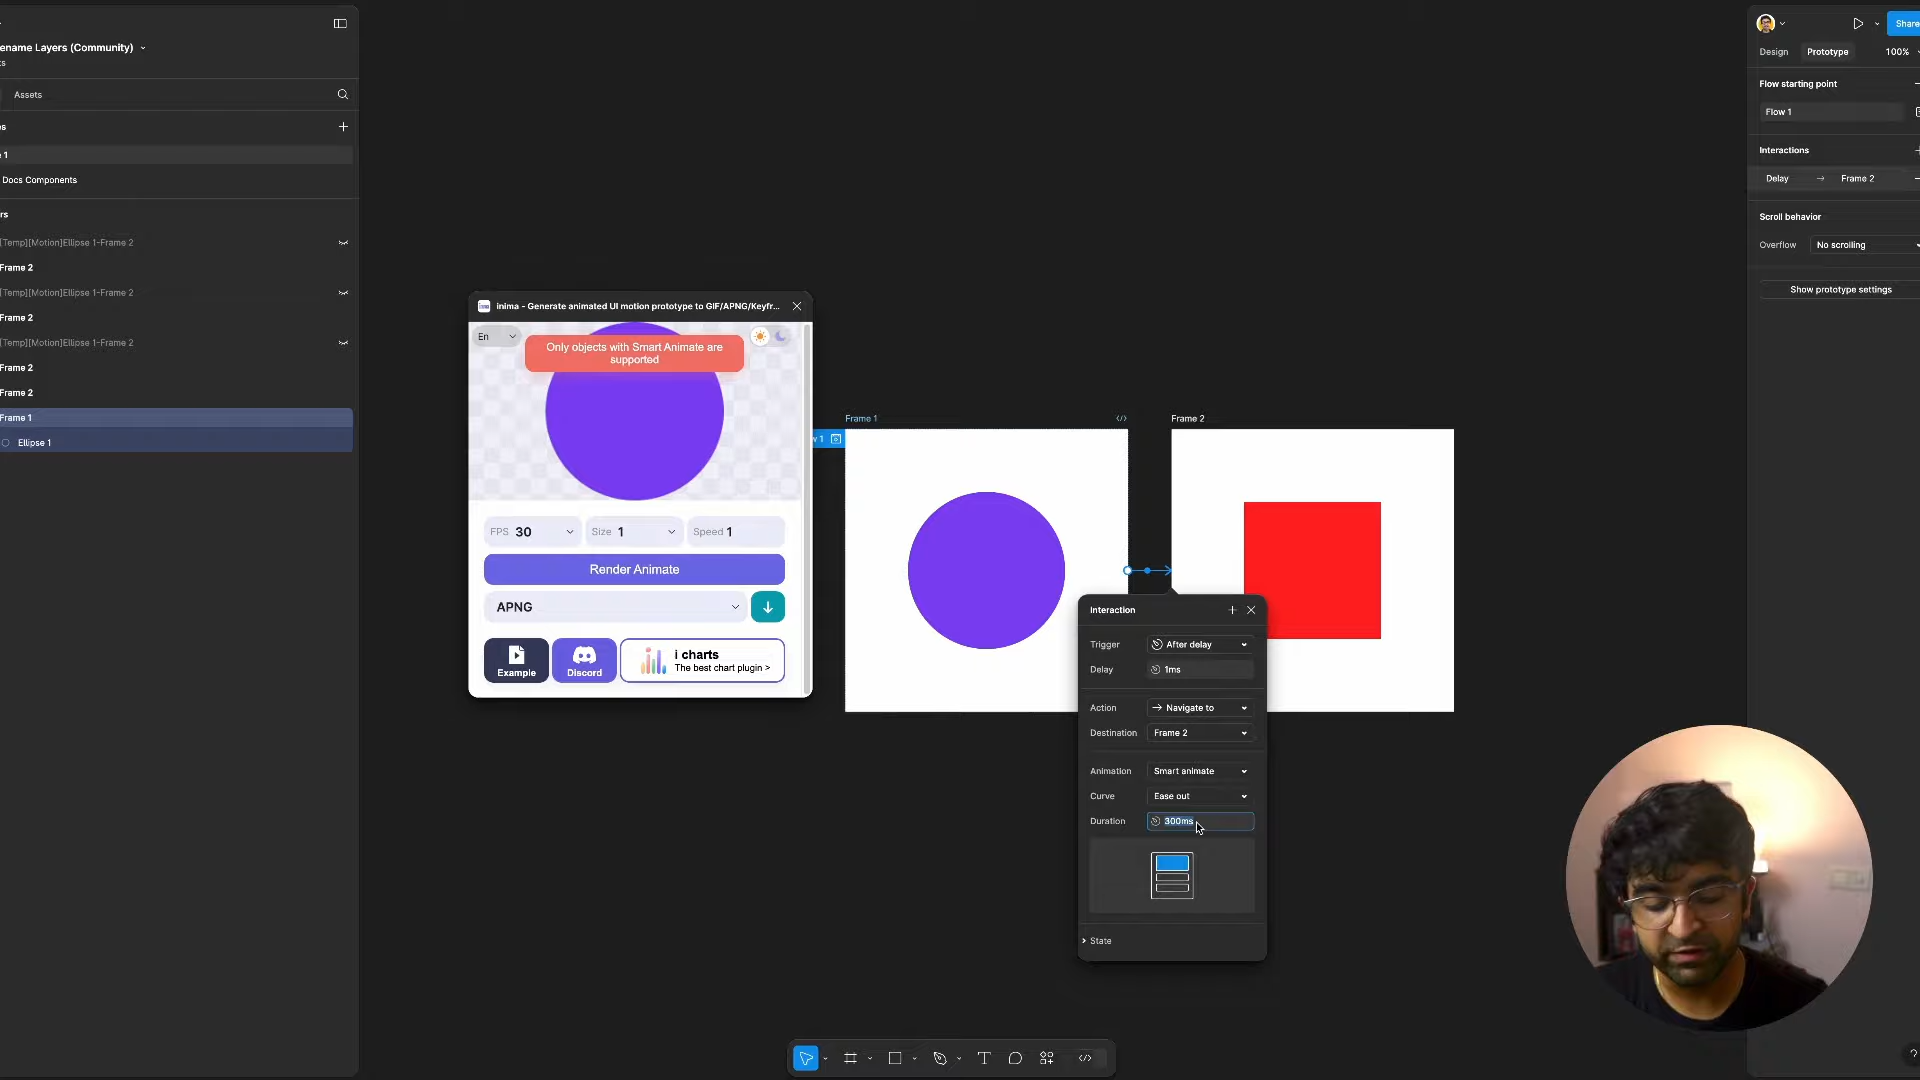 ename Layers (Community)
ts
Assets
es
e 1
Docs Components
rs
[Temp][Motion]Ellipse 1-Frame 2
Frame 2
[Temp][Motion]Ellipse 1-Frame 2
Frame 2
[Temp][Motion]Ellipse 1-Frame 2
Frame 2
Frame 2
Frame 1
Ellipse 1
inima - Generate animated UI motion prototype to GIF/APNG/Keyfr...
En
Only objects with Smart Animate are
supported
FPS 30
Size 1
Speed 1
Render Animate
APNG
Example
Discord
i charts
The best chart plugin >
Frame 1
w 1
Frame 2
Interaction
Trigger
After delay
Delay
1ms
Action
Navigate to
Destination
Frame 2
Animation
Smart animate
Curve
Ease out
Duration
300ms
State
Share
Design
Prototype
100%
Flow starting point
Flow 1
Interactions
Delay → Frame 2
Scroll behavior
Overflow
No scrolling
Show prototype settings
?